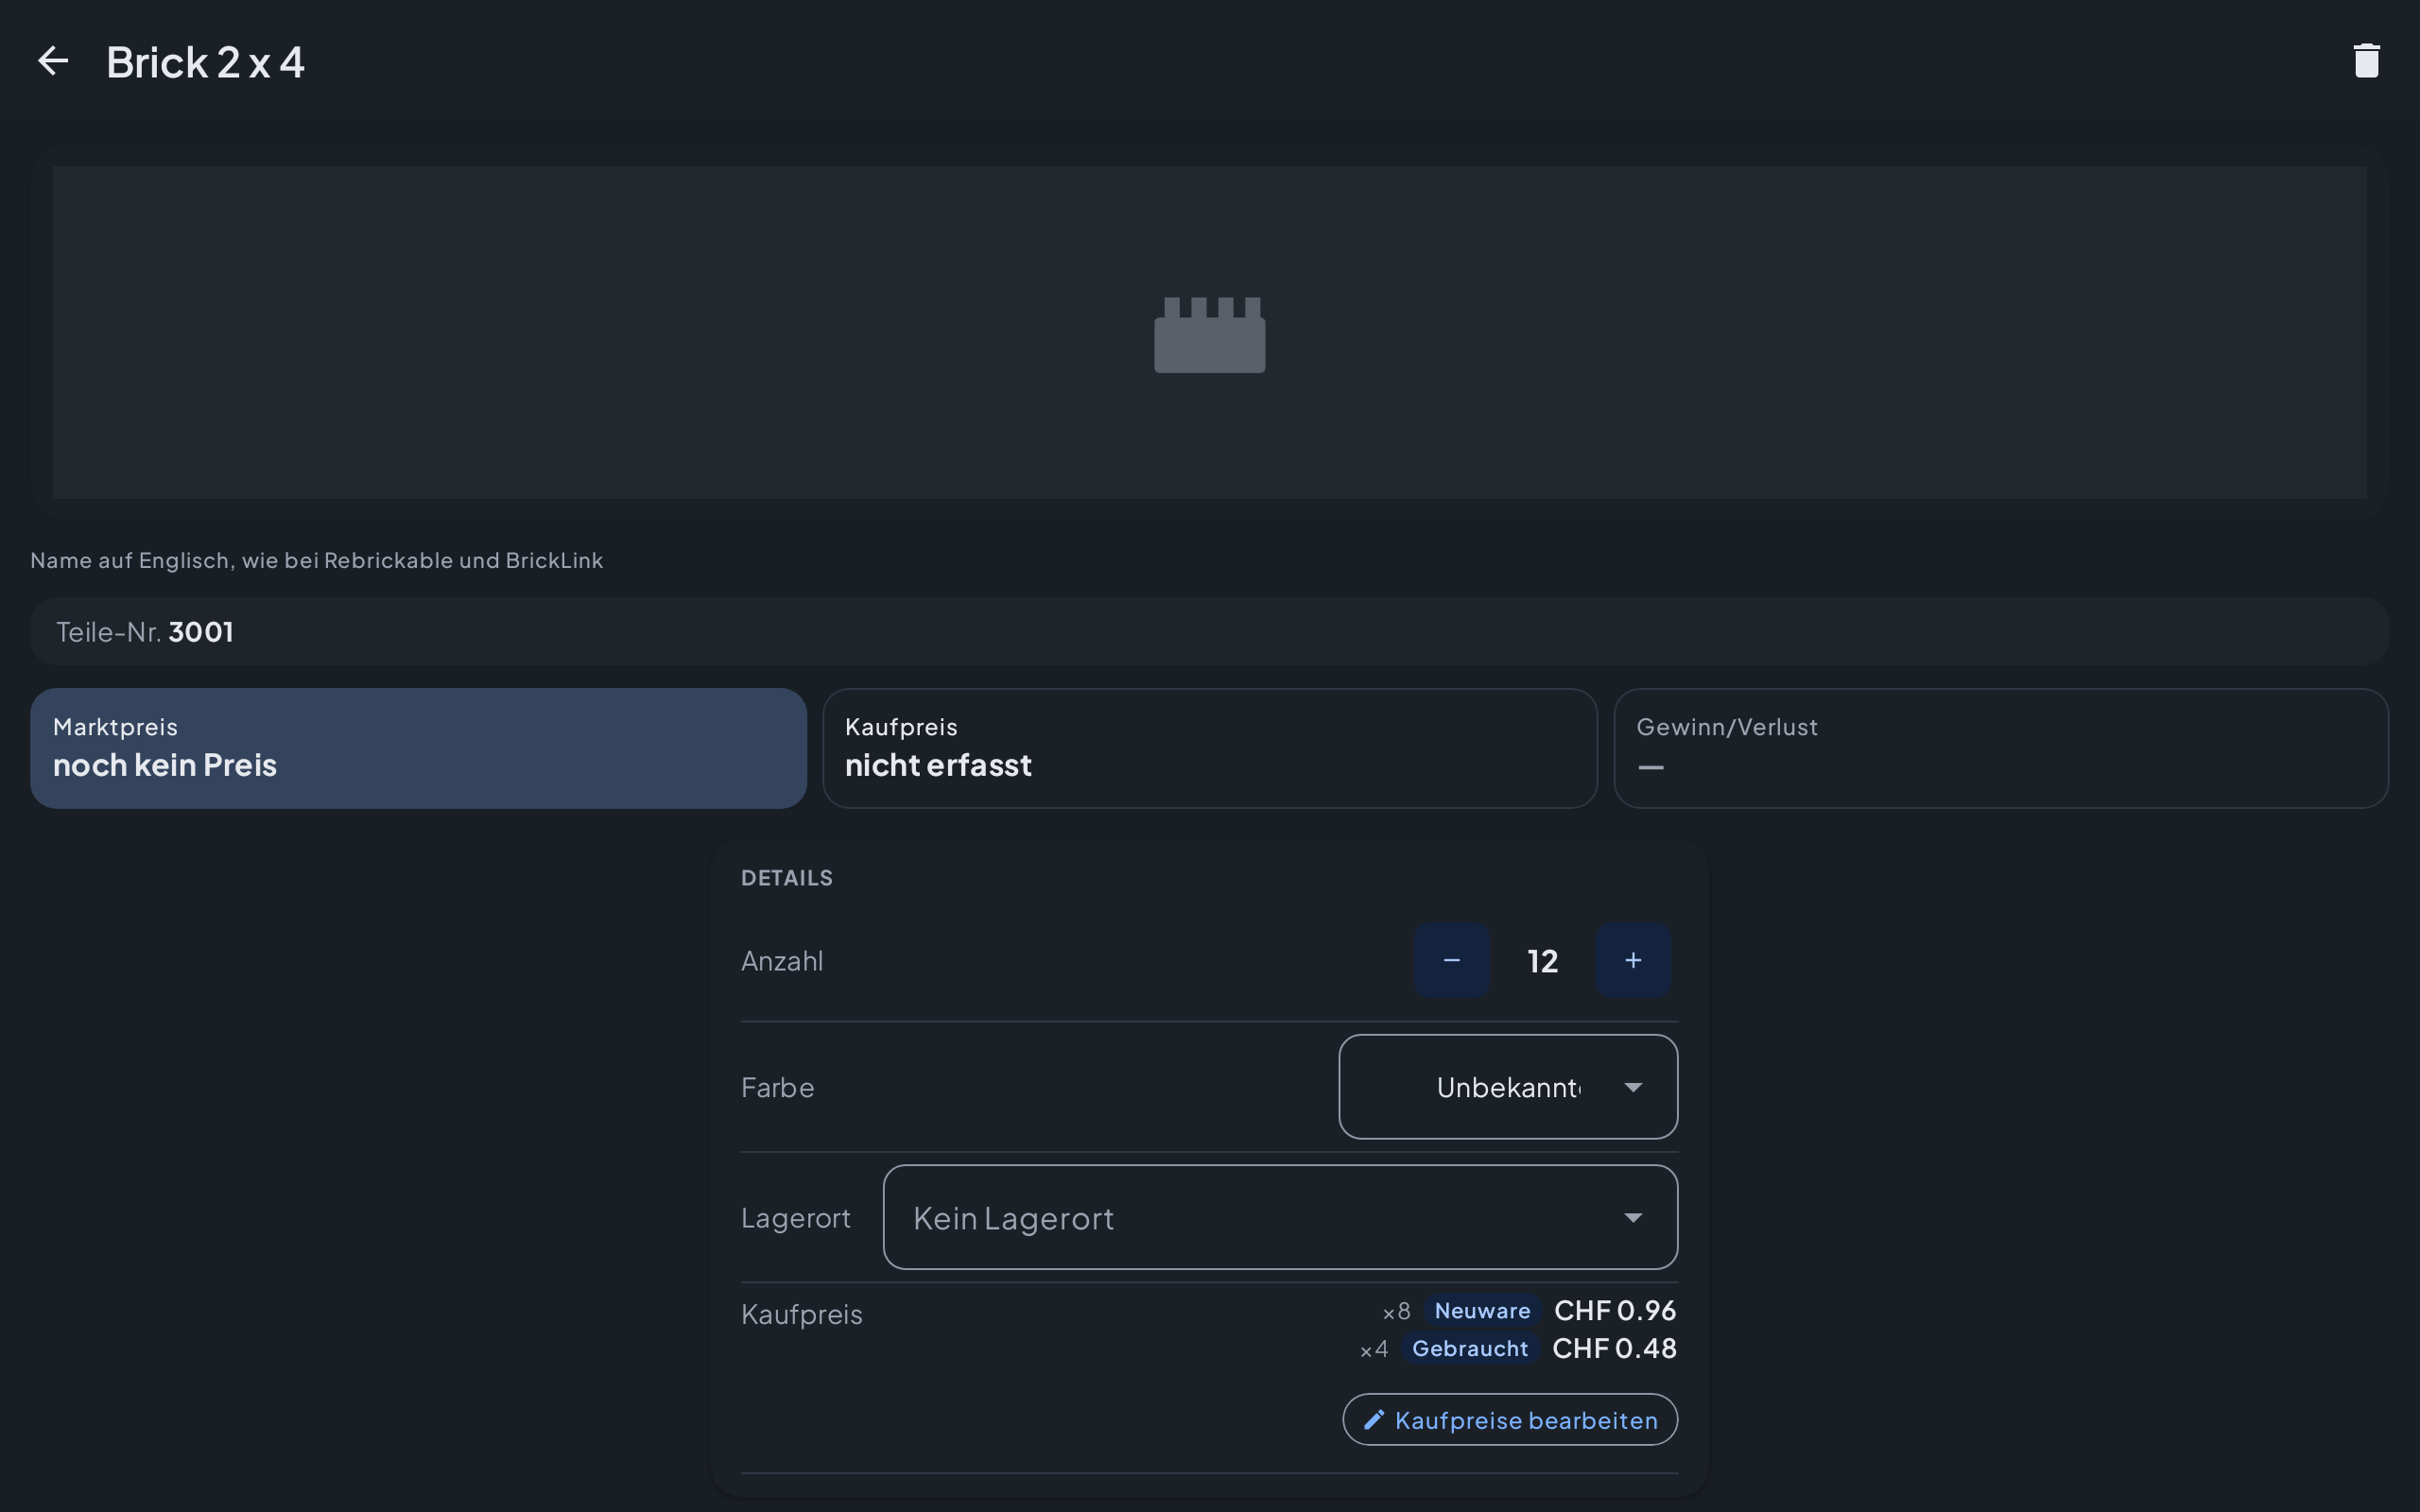 Brick 2 x 4
Name auf Englisch, wie bei Rebrickable und BrickLink
Teile-Nr. 3001
Marktpreis
noch kein Preis
Kaufpreis
nicht erfasst
Gewinn/Verlust
—
DETAILS
Anzahl
− 12 +
Farbe
Lagerort
Kein Lagerort
Kaufpreis
×8 Neuware CHF 0.96
×4 Gebraucht CHF 0.48
Kaufpreise bearbeiten